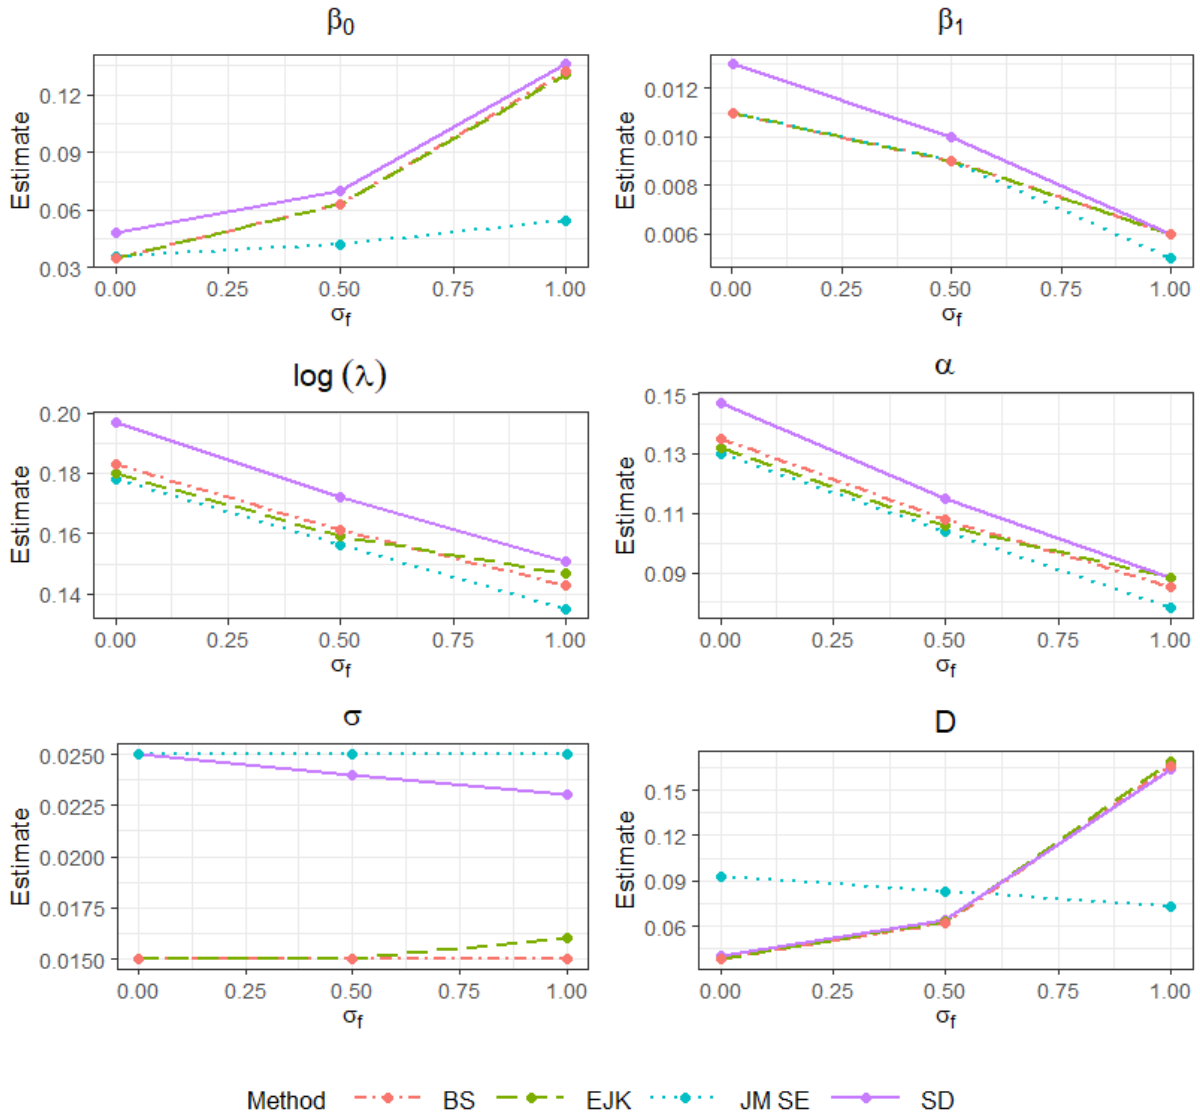 β0 β1
Estimate
0.12
0.09
0.06
0.03
0.00 0.25 0.50 0.75 1.00
σf
Estimate
0.012
0.010
0.008
0.006
0.00 0.25 0.50 0.75 1.00
σf
log (λ) α
Estimate
0.20
0.18
0.16
0.14
0.00 0.25 0.50 0.75 1.00
σf
Estimate
0.15
0.13
0.11
0.09
0.00 0.25 0.50 0.75 1.00
σf
σ D
Estimate
0.0250
0.0225
0.0200
0.0175
0.0150
0.00 0.25 0.50 0.75 1.00
σf
Estimate
0.15
0.12
0.09
0.06
0.00 0.25 0.50 0.75 1.00
σf
Method BS EJK JM SE SD